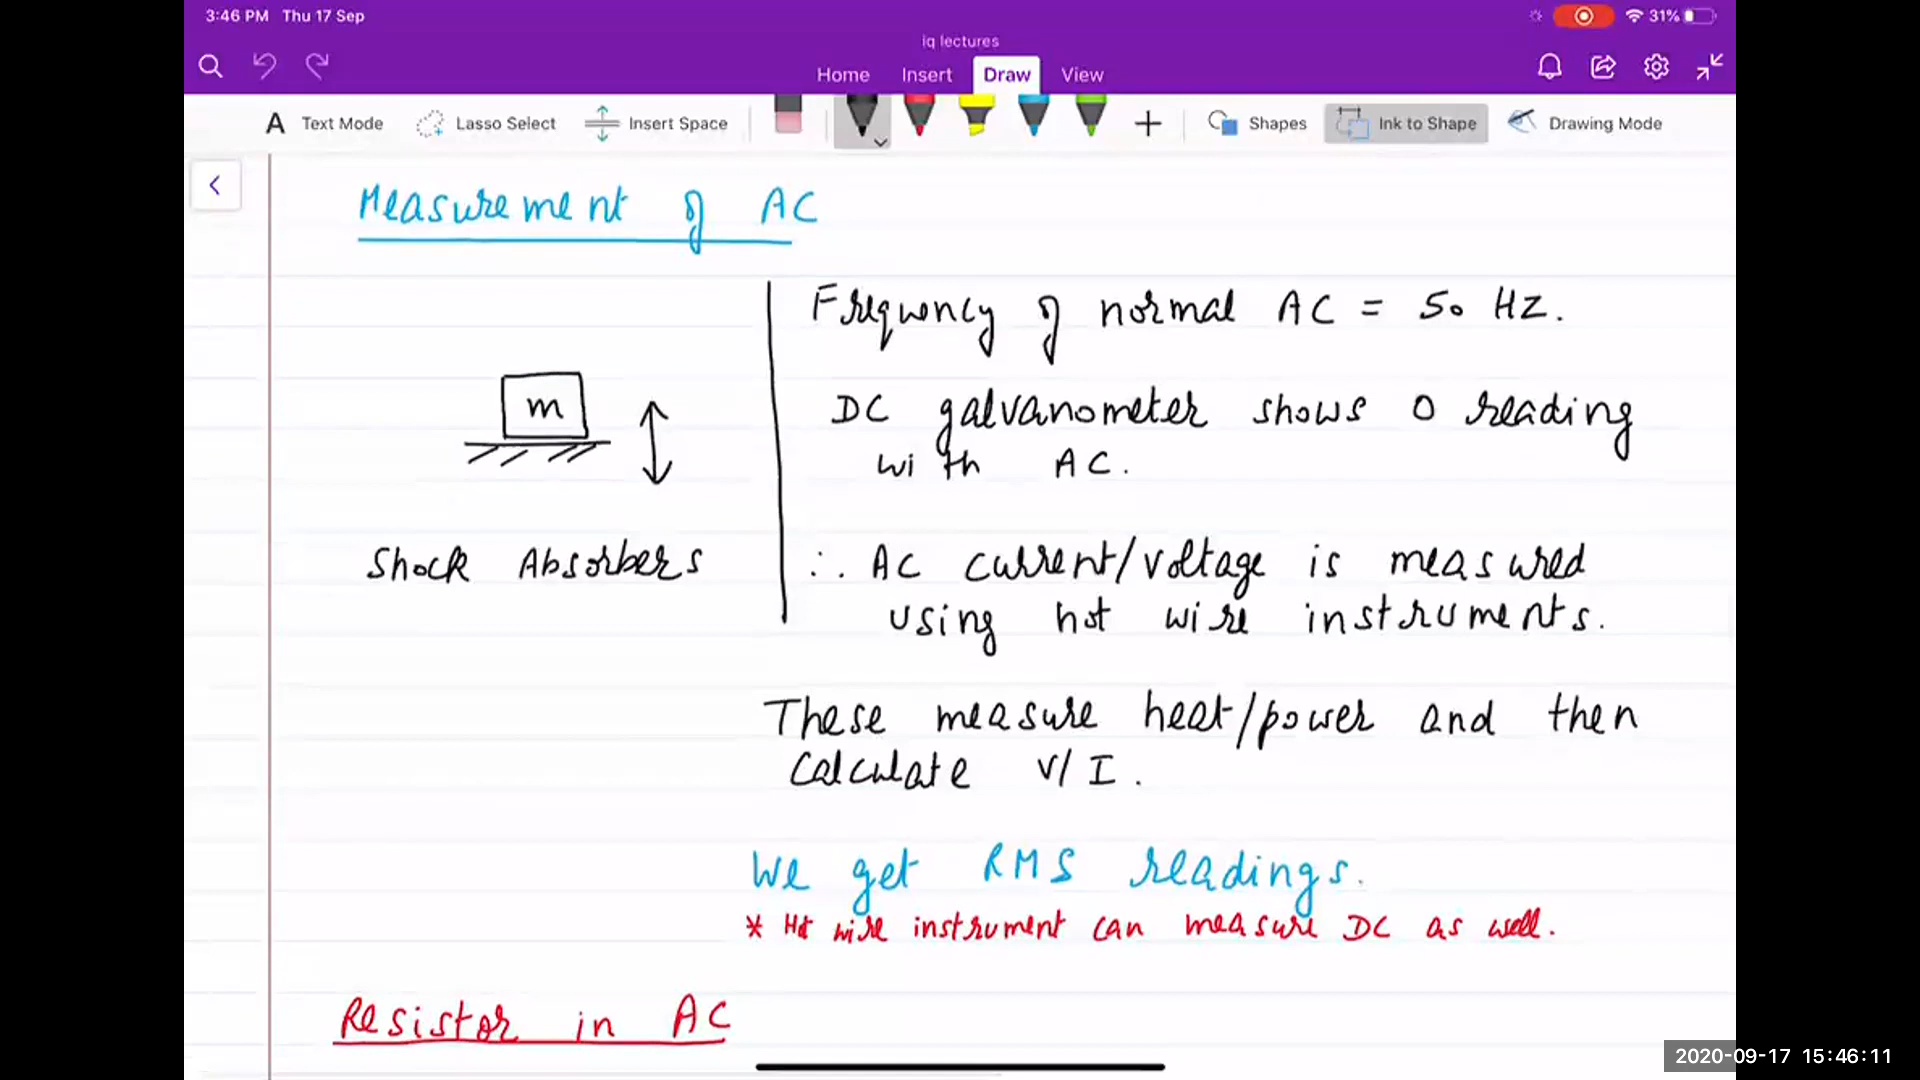 3:46 PM Thu 17 Sep
31%
iq lectures
Home Insert Draw View
A Text Mode Lasso Select Insert Space Shapes Ink to Shape Drawing Mode
Measurement of AC
Frequency of normal AC = 50 HZ.
m
DC galvanometer shows 0 reading
with AC.
Shock Absorbers
∴ AC current/voltage is measured
using hot wire instruments.
These measure heat/power and then
calculate V/I.
We get RMS readings.
* Hot wire instrument can measure DC as well.
Resistor in AC
2020-09-17 15:46:11